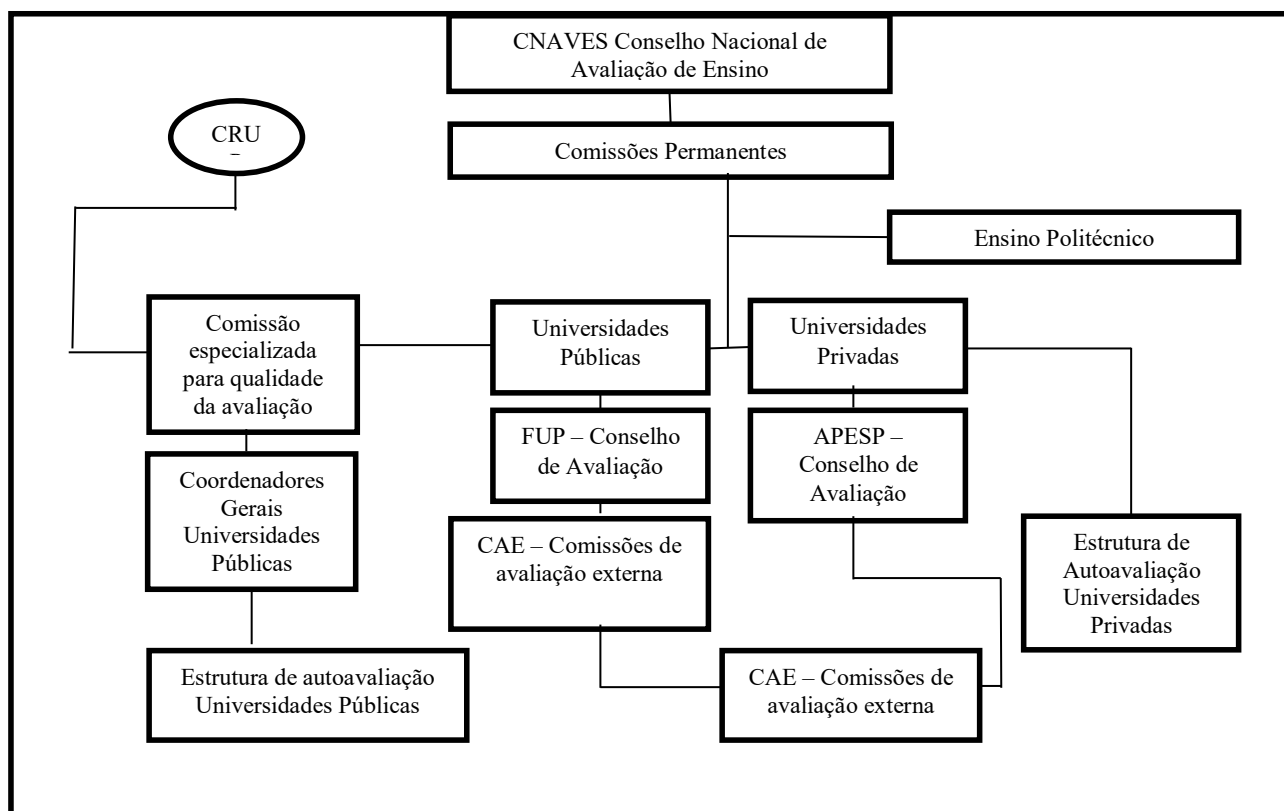 CNAVES Conselho Nacional de
Avaliação de Ensino
CRU
Comissões Permanentes
Ensino Politécnico
Comissão
especializada
para qualidade
da avaliação
Universidades
Públicas
Universidades
Privadas
FUP – Conselho
de Avaliação
APESP –
Conselho de
Avaliação
Coordenadores
Gerais
Universidades
Públicas
CAE – Comissões de
avaliação externa
Estrutura de
Autoavaliação
Universidades
Privadas
Estrutura de autoavaliação
Universidades Públicas
CAE – Comissões de
avaliação externa